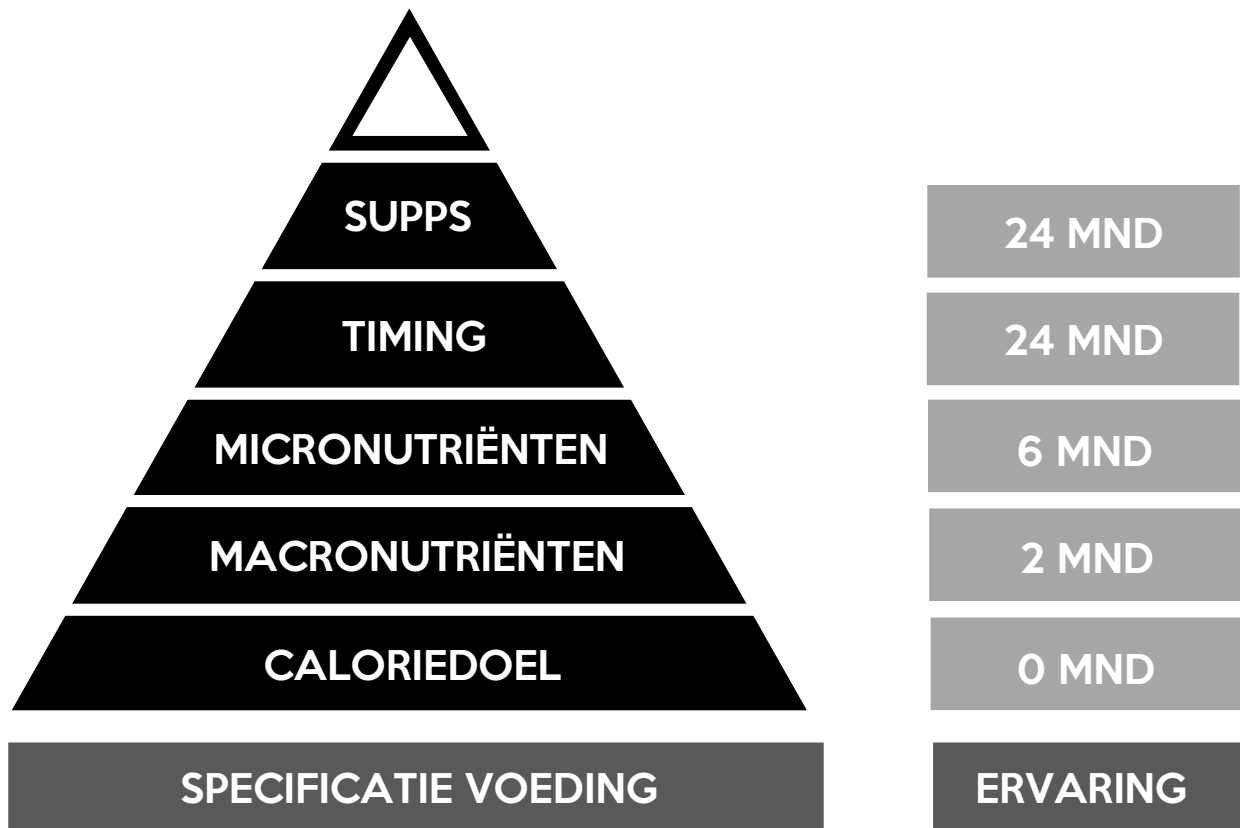 SUPPS
24 MND
TIMING
24 MND
MICRONUTRIËNTEN
6 MND
MACRONUTRIËNTEN
2 MND
CALORIEDOEL
0 MND
SPECIFICATIE VOEDING
ERVARING